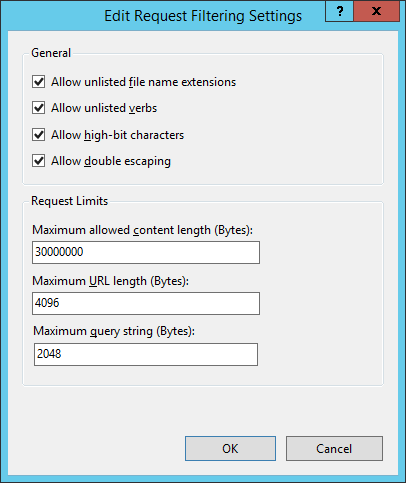 Edit Request Filtering Settings
? X
General
Allow unlisted file name extensions
Allow unlisted verbs
Allow high-bit characters
Allow double escaping
Request Limits
Maximum allowed content length (Bytes):
30000000
Maximum URL length (Bytes):
4096
Maximum query string (Bytes):
2048
OK Cancel